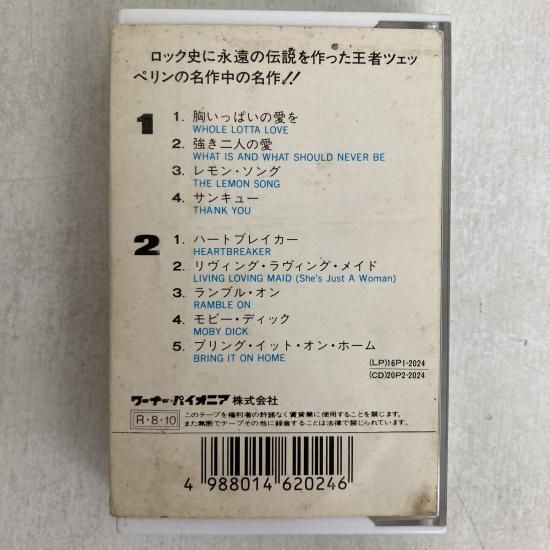 ロック史に永遠の伝説を作った王者ツェッ
ペリンの名作中の名作!!
1
1. 胸いっぱいの愛を
WHOLE LOTTA LOVE
2. 強き二人の愛
WHAT IS AND WHAT SHOULD NEVER BE
3. レモン・ソング
THE LEMON SONG
4. サンキュー
THANK YOU
2
1. ハートブレイカー
HEARTBREAKER
2. リヴィング・ラヴィング・メイド
LIVING LOVING MAID (She's Just A Woman)
3. ランブル・オン
RAMBLE ON
4. モビー・ディック
MOBY DICK
5. ブリング・イット・オン・ホーム
BRING IT ON HOME
(LP)16P1-2024
(CD)20P2-2024
ワーナー・パイオニア 株式会社
R・8・10
このテープを権利者の許諾なく賃貸業に使用することを禁じます。
また無断でテープその他に録音することは法律で禁じられています。
4 988014 620246